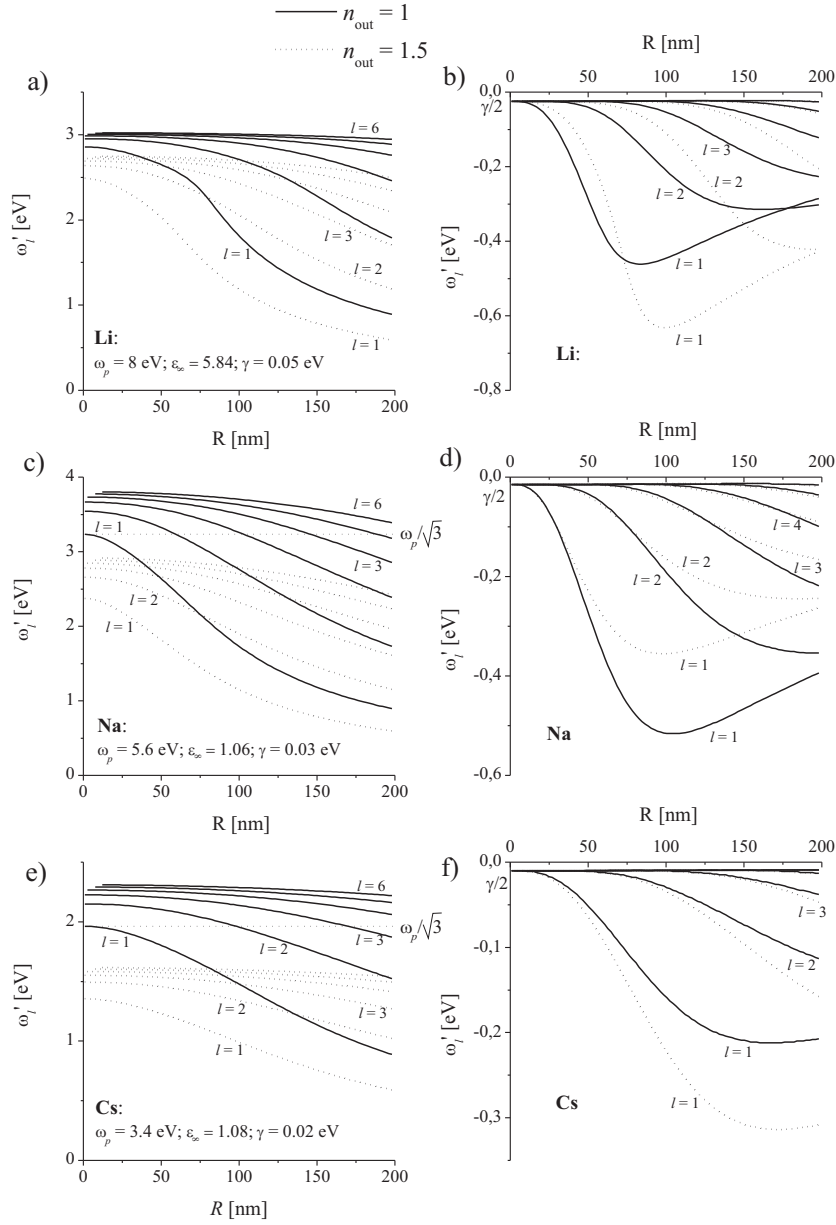 n_out = 1
n_out = 1.5
a)
3
2
1
0
ω_l' [eV]
l = 6
l = 3
l = 1
l = 2
l = 1
Li:
ω_p = 8 eV; ε_∞ = 5.84; γ = 0.05 eV
0 50 100 150 200
R [nm]
b)
R [nm]
0 50 100 150 200
0,0
γ/2
-0,2
-0,4
-0,6
-0,8
ω_l' [eV]
l = 3
l = 2
l = 2
l = 1
l = 1
Li:
c)
4
3
2
1
0
ω_l' [eV]
l = 6
l = 1
ω_p/√3
l = 3
l = 2
l = 1
Na:
ω_p = 5.6 eV; ε_∞ = 1.06; γ = 0.03 eV
0 50 100 150 200
R [nm]
d)
R [nm]
0 50 100 150 200
0,0
γ/2
-0,2
-0,4
-0,6
ω_l' [eV]
l = 4
l = 2
l = 3
l = 2
l = 1
l = 1
Na
e)
2
1
0
ω_l' [eV]
l = 6
l = 1
ω_p/√3
l = 3
l = 2
l = 2
l = 3
l = 1
Cs:
ω_p = 3.4 eV; ε_∞ = 1.08; γ = 0.02 eV
0 50 100 150 200
R [nm]
f)
R [nm]
0 50 100 150 200
0,0
γ/2
-0,1
-0,2
-0,3
ω_l' [eV]
l = 3
l = 2
l = 1
l = 1
Cs